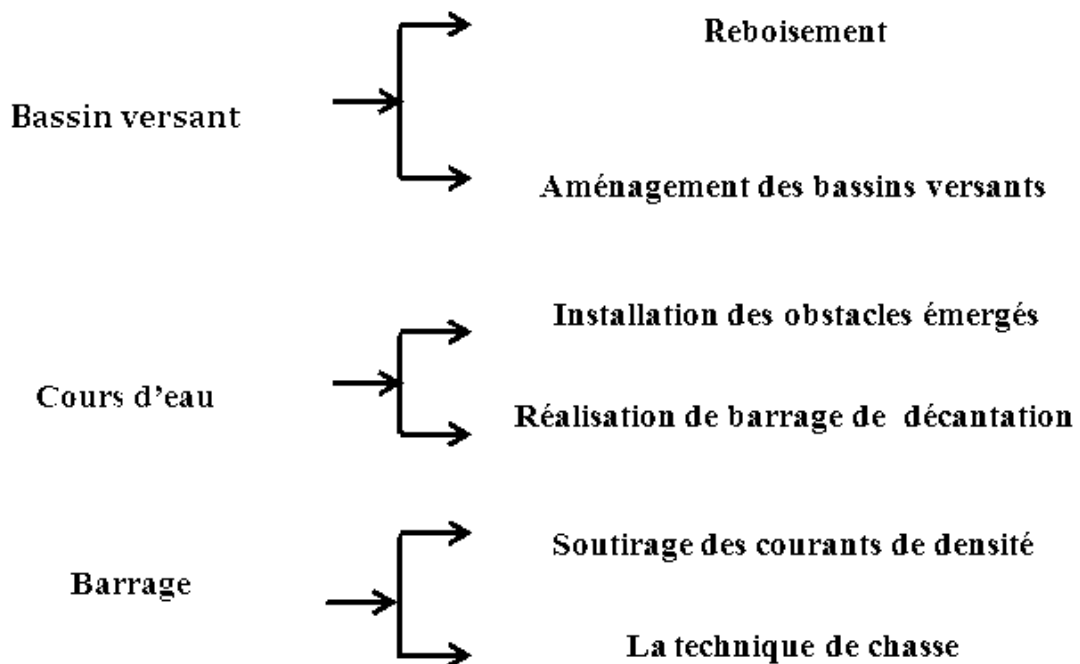 Reboisement
Bassin versant
Aménagement des bassins versants
Installation des obstacles émergés
Cours d’eau
Réalisation de barrage de décantation
Soutirage des courants de densité
Barrage
La technique de chasse